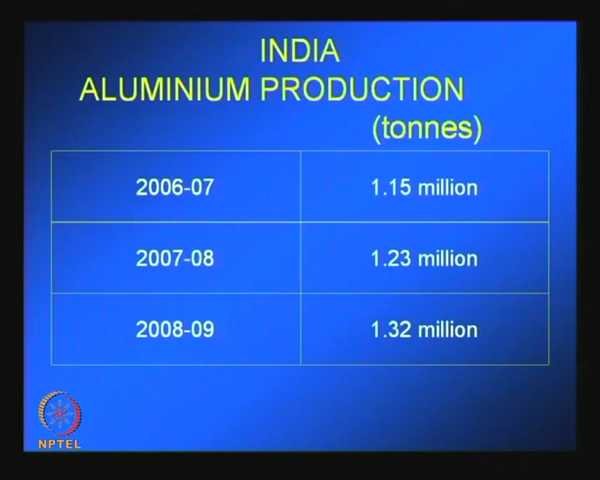 INDIA
ALUMINIUM PRODUCTION
(tonnes)
2006-07 1.15 million
2007-08 1.23 million
2008-09 1.32 million
NPTEL